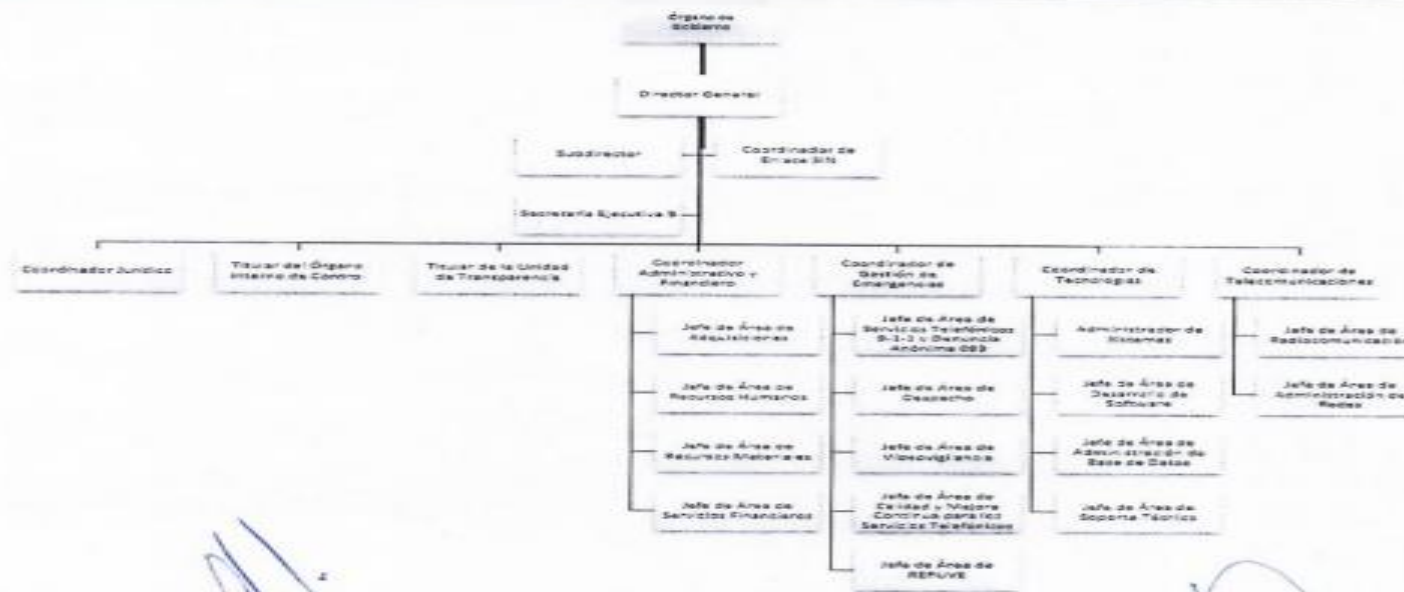 Órgano de
Gobierno
Director General
Subdirector
Coordinador de
Enlace
Secretaría Ejecutiva B
Coordinador Jurídico
Titular del Órgano
Interno de Control
Titular de la Unidad
de Transparencia
Coordinador
Administrativo y
Financiero
Coordinador de
Gestión de
Emergencias
Coordinador de
Tecnologías
Coordinador de
Telecomunicaciones
Jefe de Área de
Adquisiciones
Jefe de Área de
Recursos Humanos
Jefe de Área de
Recursos Materiales
Jefe de Área de
Servicios Financieros
Jefe de Área de
Servicios Telefónicos
9-1-1 y Denuncia
Anónima 089
Jefe de Área de
Despacho
Jefe de Área de
Videovigilancia
Jefe de Área de
Calidad y Mejora
Continua para los
Servicios Telefónicos
Jefe de Área de
REPUVE
Administrador de
Sistemas
Jefe de Área de
Desarrollo de
Software
Jefe de Área de
Administración de
Base de Datos
Jefe de Área de
Soporte Técnico
Jefe de Área de
Radiocomunicación
Jefe de Área de
Administración de
Redes